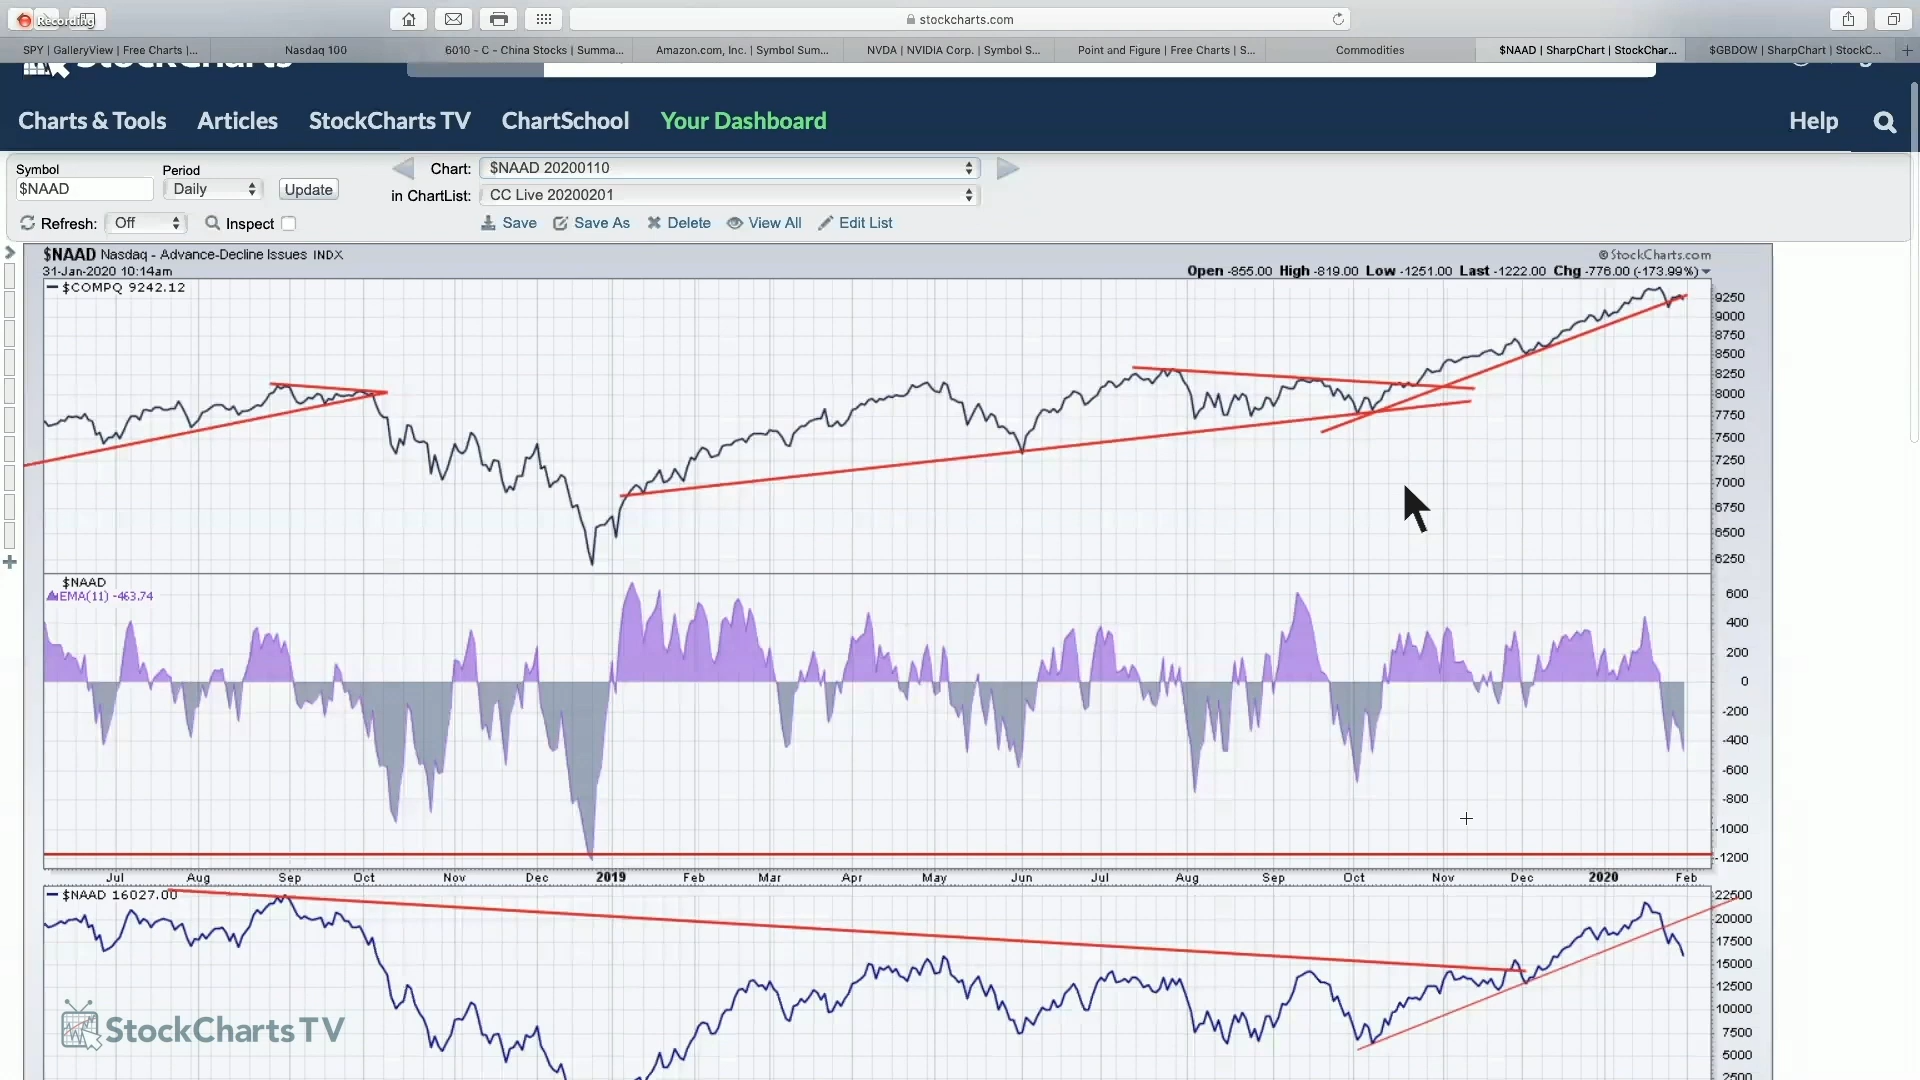 Recording
stockcharts.com
SPY | GalleryView | Free Charts |...
Nasdaq 100
6010 - C - China Stocks | Summa...
Amazon.com, Inc. | Symbol Sum...
NVDA | NVIDIA Corp. | Symbol S...
Point and Figure | Free Charts | S...
Commodities
$NAAD | SharpChart | StockChar...
$GBDOW | SharpChart | StockC...
StockCharts
Charts & Tools
Articles
StockCharts TV
ChartSchool
Your Dashboard
Help
Symbol
Period
$NAAD
Daily
Update
Chart:
$NAAD 20200110
in ChartList:
CC Live 20200201
Refresh:
Off
Inspect
Save
Save As
Delete
View All
Edit List
$NAAD Nasdaq - Advance-Decline Issues INDX
© StockCharts.com
31-Jan-2020 10:14am
Open -855.00 High -819.00 Low -1251.00 Last -1222.00 Chg -776.00 (-173.99%)
$COMPQ 9242.12
9250
9000
8750
8500
8250
8000
7750
7500
7250
7000
6750
6500
6250
$NAAD
EMA(11) -463.74
600
400
200
0
-200
-400
-600
-800
-1000
-1200
Jul Aug Sep Oct Nov Dec 2019 Feb Mar Apr May Jun Jul Aug Sep Oct Nov Dec 2020 Feb
$NAAD 16027.00
22500
20000
17500
15000
12500
10000
7500
5000
2500
StockCharts TV